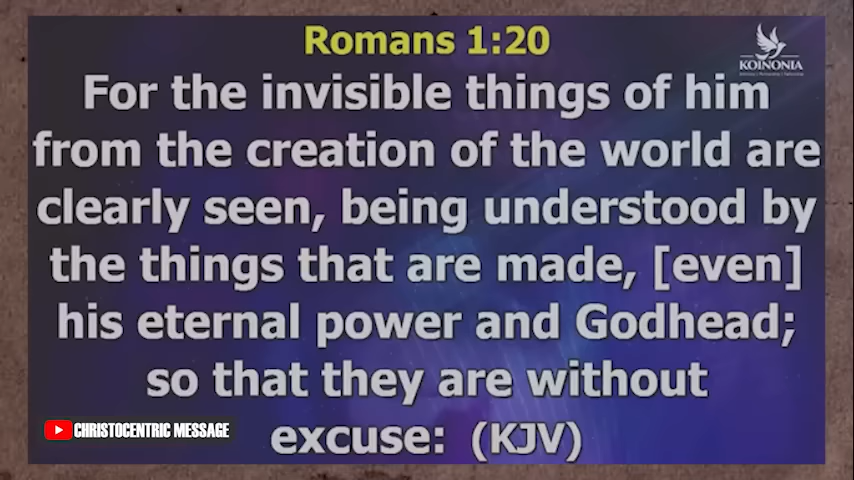 Romans 1:20
KOINONIA
For the invisible things of him
from the creation of the world are
clearly seen, being understood by
the things that are made, [even]
his eternal power and Godhead;
so that they are without
excuse: (KJV)
CHRISTOCENTRIC MESSAGE